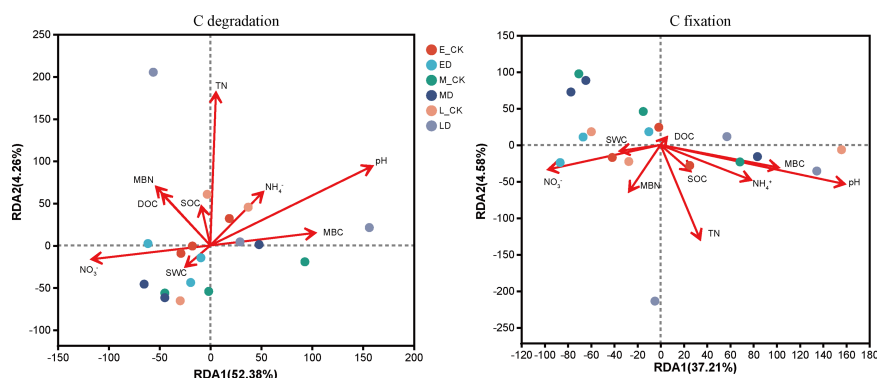 C degradation
250
200
150
100
50
0
-50
-100
-150
-100
-50
0
50
100
150
200
RDA2(4.26%)
RDA1(52.38%)
TN
pH
MBN
DOC
SOC
NH₄⁻
MBC
NO₃⁻
SWC
E_CK
ED
M_CK
MD
L_CK
LD
C fixation
150
100
50
0
-50
-100
-150
-200
-250
-120
-100
-80
-60
-40
-20
0
20
40
60
80
100
120
140
160
180
RDA2(4.58%)
RDA1(37.21%)
SWC
DOC
NO₃⁻
MBN
SOC
NH₄⁺
MBC
pH
TN